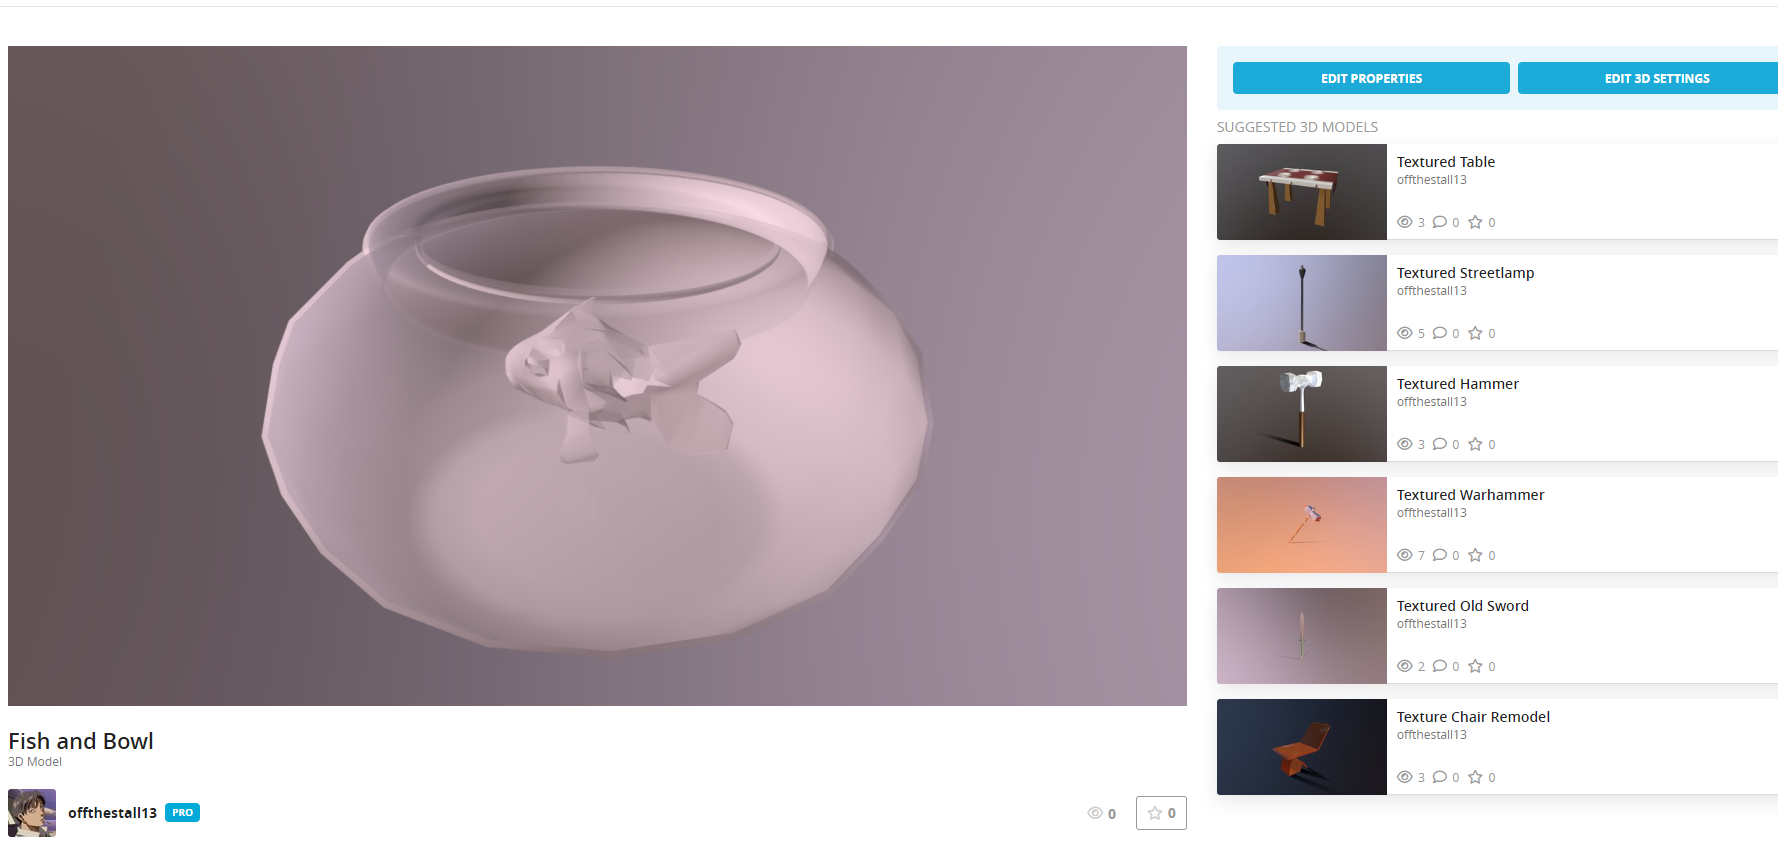 EDIT PROPERTIES
EDIT 3D SETTINGS
SUGGESTED 3D MODELS
Textured Table
offthestall13
3 0 0
Textured Streetlamp
offthestall13
5 0 0
Textured Hammer
offthestall13
3 0 0
Textured Warhammer
offthestall13
7 0 0
Textured Old Sword
offthestall13
2 0 0
Texture Chair Remodel
offthestall13
3 0 0
Fish and Bowl
3D Model
offthestall13 PRO
0 0